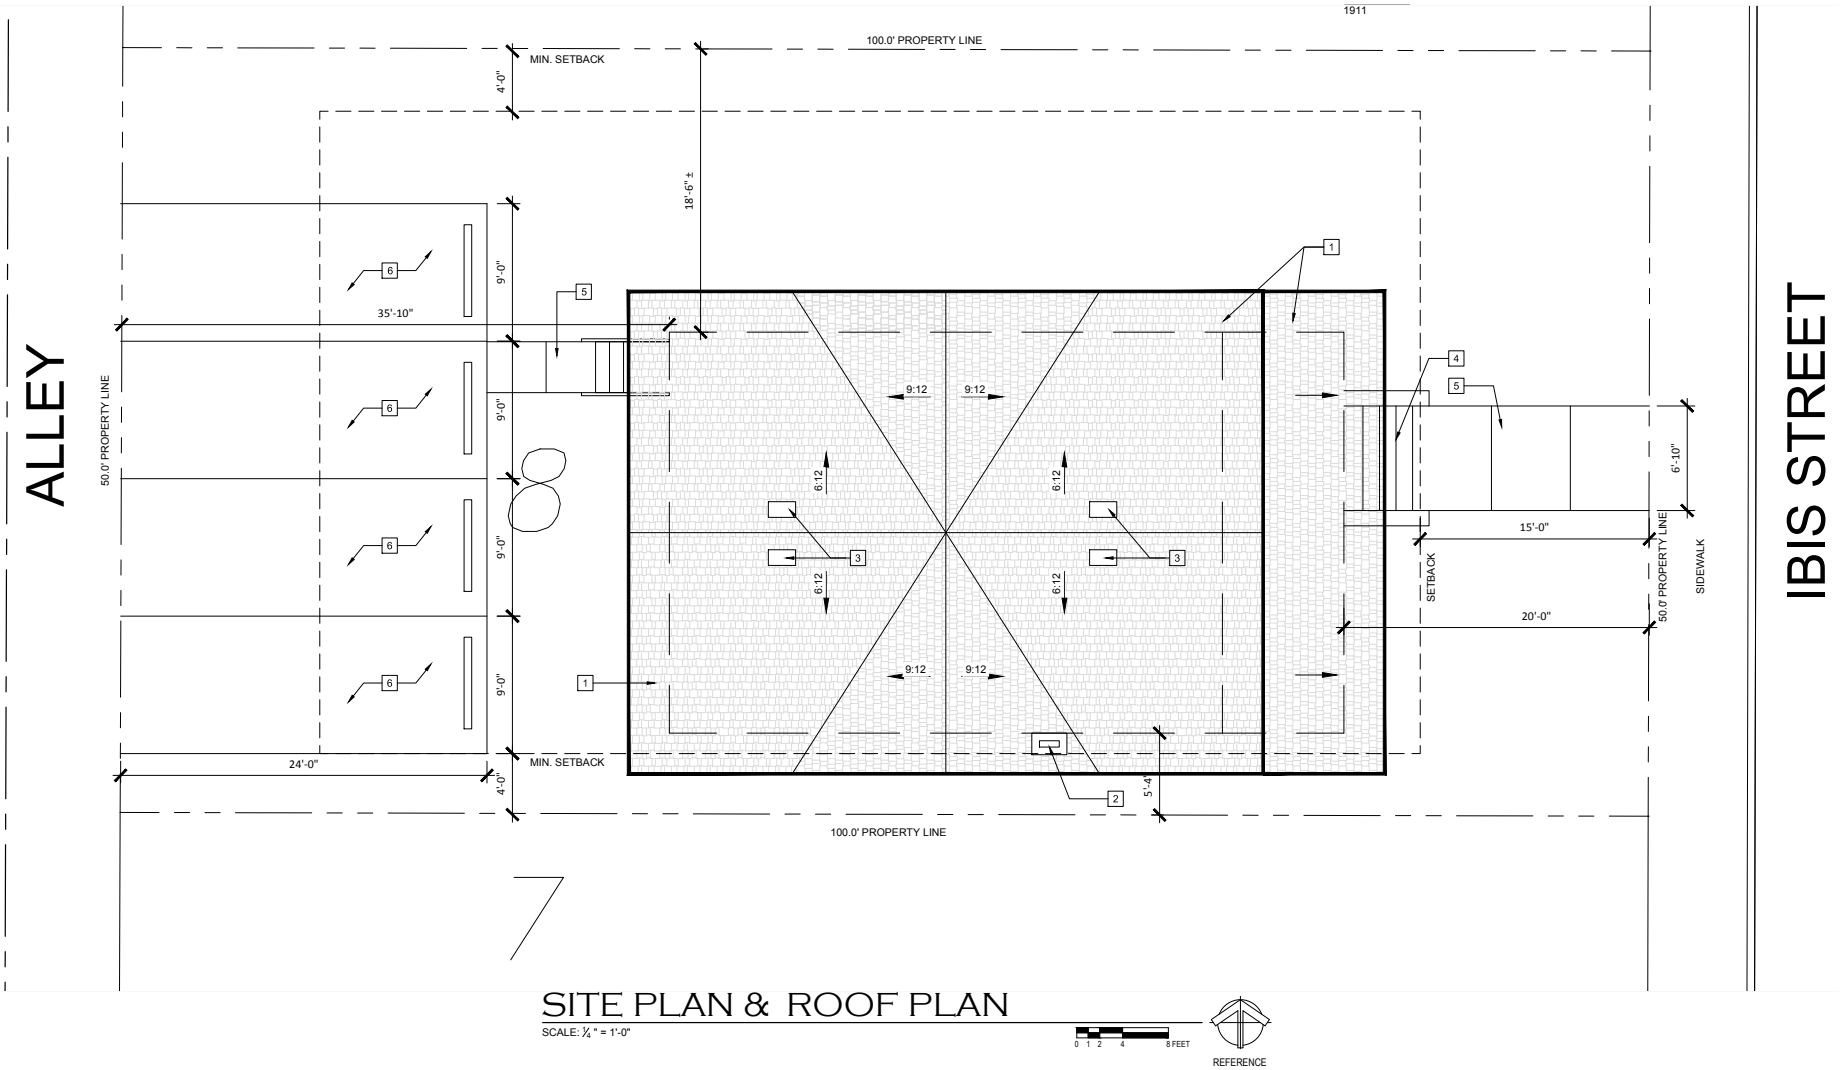 1911
100.0' PROPERTY LINE
MIN. SETBACK
4'-0"
18'-6" ±
1
9'-0"
6
5
35'-10"
ALLEY
50.0' PROPERTY LINE
9:12
9:12
4
5
6
9'-0"
6'-10"
IBIS STREET
6:12
6:12
15'-0"
3
3
6
9'-0"
SETBACK
50.0' PROPERTY LINE
SIDEWALK
6:12
6:12
20'-0"
9:12
9:12
6
9'-0"
1
24'-0"
MIN. SETBACK
4'-0"
5'-4"
2
100.0' PROPERTY LINE
SITE PLAN & ROOF PLAN
SCALE: ¼ " = 1'-0"
0 1 2 4 8 FEET
REFERENCE